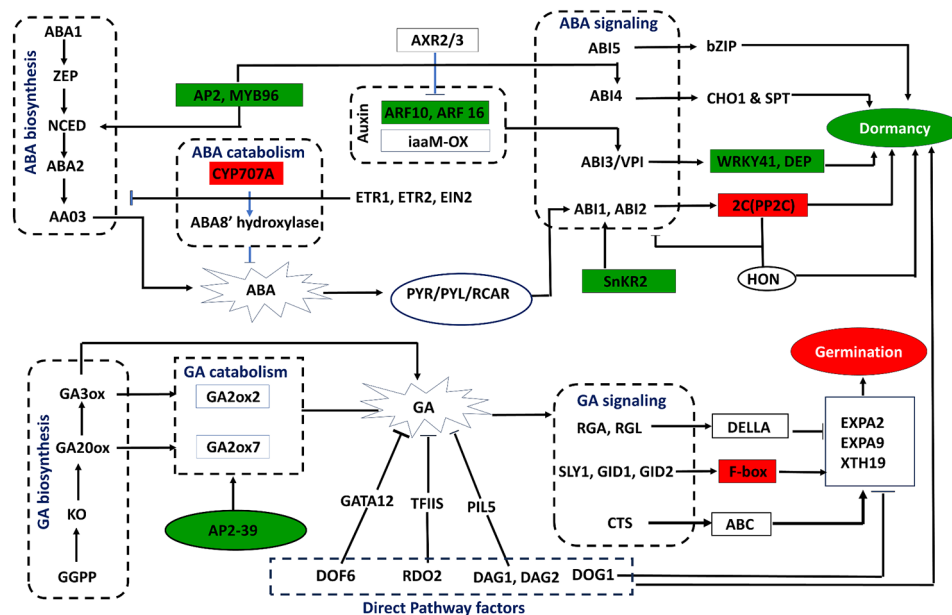 ABA biosynthesis
ABA1
ZEP
NCED
ABA2
AA03
AP2, MYB96
ABA catabolism
CYP707A
ABA8' hydroxylase
ABA
AXR2/3
Auxin
ARF10, ARF 16
iaaM-OX
ETR1, ETR2, EIN2
PYR/PYL/RCAR
ABA signaling
ABI5
ABI4
ABI3/VPI
ABI1, ABI2
SnKR2
bZIP
CHO1 & SPT
WRKY41, DEP
2C(PP2C)
HON
Dormancy
GA biosynthesis
GA3ox
GA20ox
KO
GGPP
GA catabolism
GA2ox2
GA2ox7
AP2-39
GA
GATA12
TFIIS
PIL5
DOF6
RDO2
DAG1, DAG2
DOG1
Direct Pathway factors
GA signaling
RGA, RGL
SLY1, GID1, GID2
CTS
DELLA
F-box
ABC
Germination
EXPA2
EXPA9
XTH19